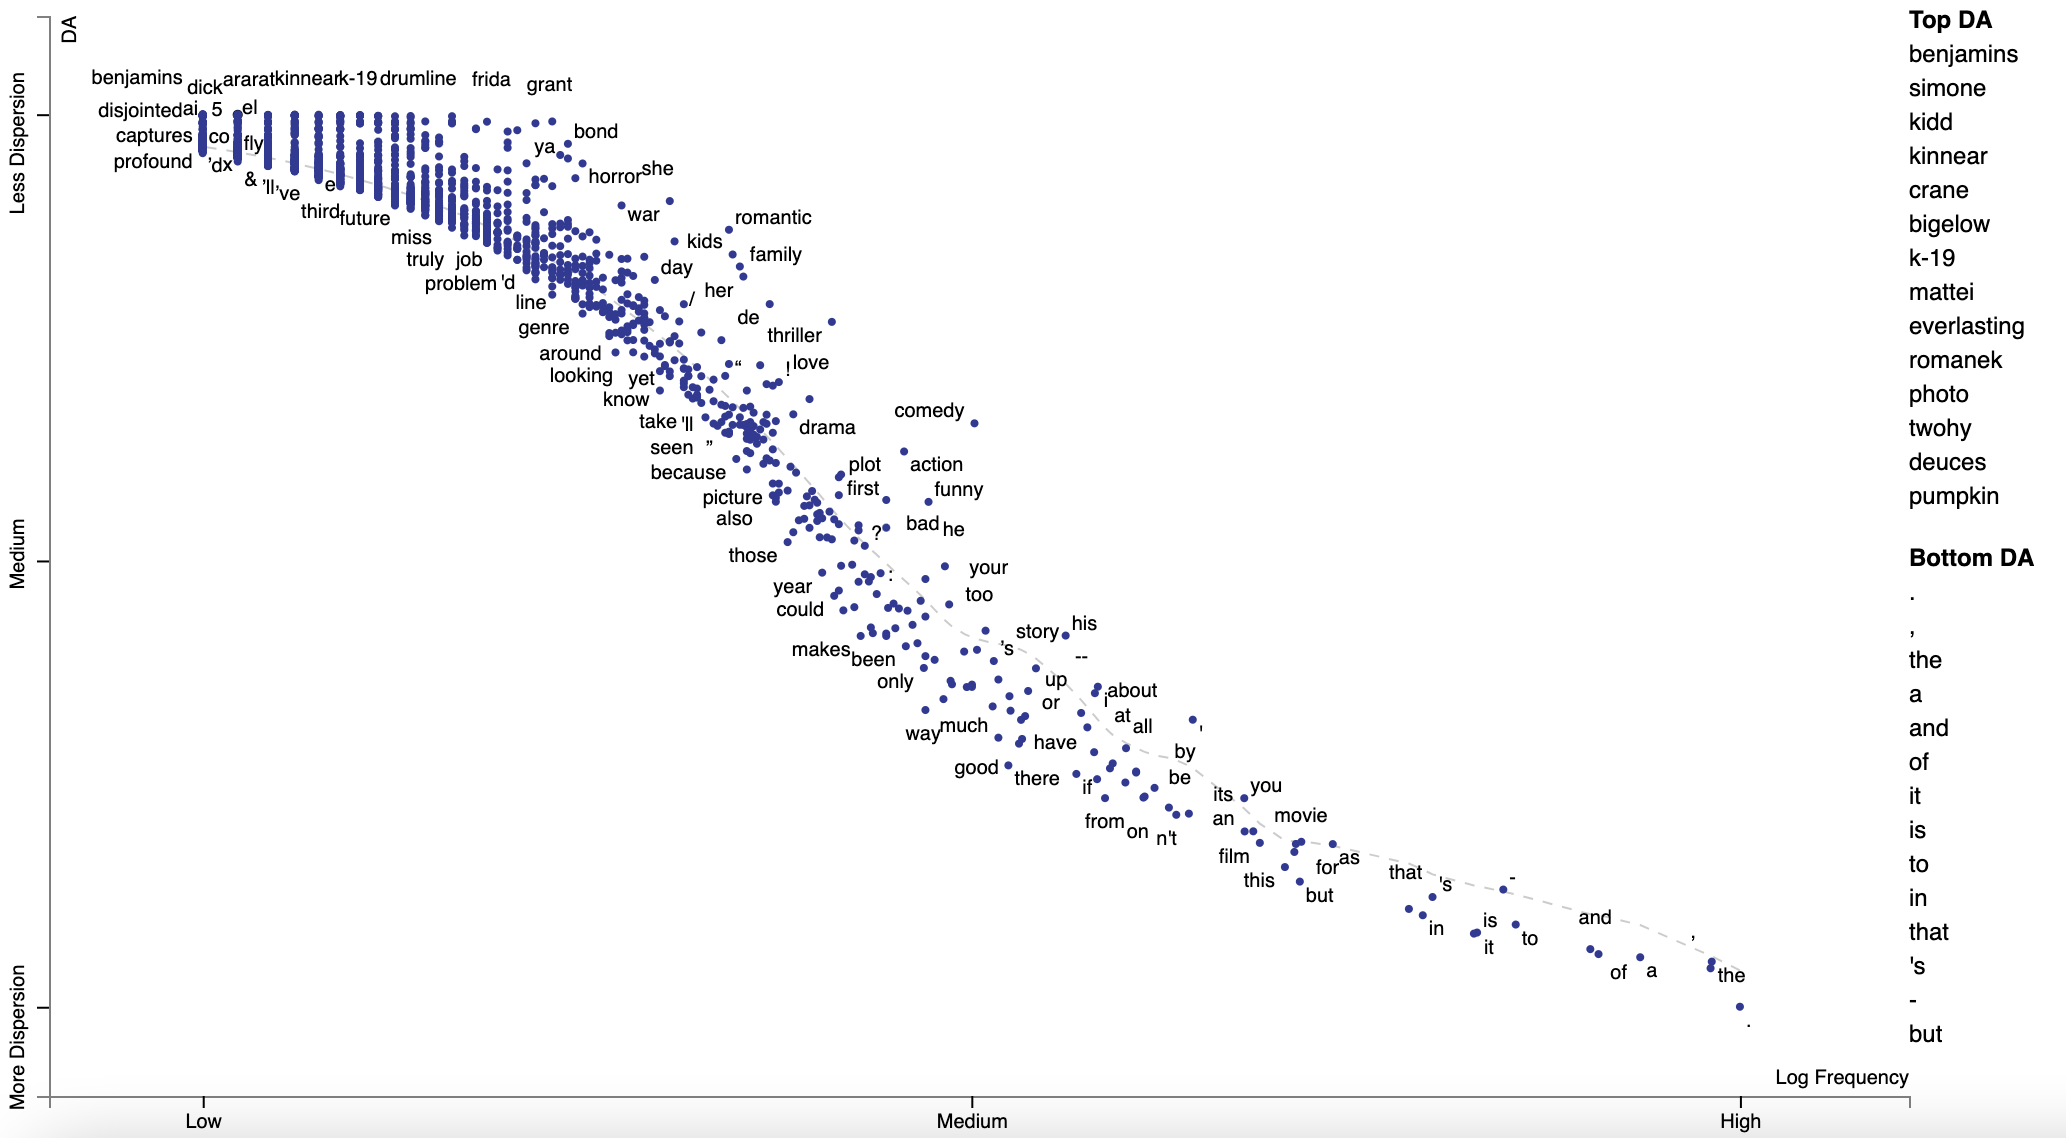 DA
Less Dispersion
Medium
More Dispersion
benjamins dick ararat kinnear k-19 drumline frida grant
disjointed ai 5 el
captures co fly bond
profound 'dx ya
& 'll 've e horror she
third future war romantic
miss kids family
truly job day
problem 'd / her
line de
genre thriller
around “ ! love
looking yet
know comedy
take 'll drama
seen ”
because plot action
picture first funny
also ? bad he
those
year : your
could too
makes been 's story his
only -- up about
or i
way much at all '
have by
good there if be
its you
from on n't an movie
film for as
this but that 's -
in is to and ,
it of a the
.
Log Frequency
Low Medium High
Top DA
benjamins
simone
kidd
kinnear
crane
bigelow
k-19
mattei
everlasting
romanek
photo
twohy
deuces
pumpkin
Bottom DA
.
,
the
a
and
of
it
is
to
in
that
's
-
but